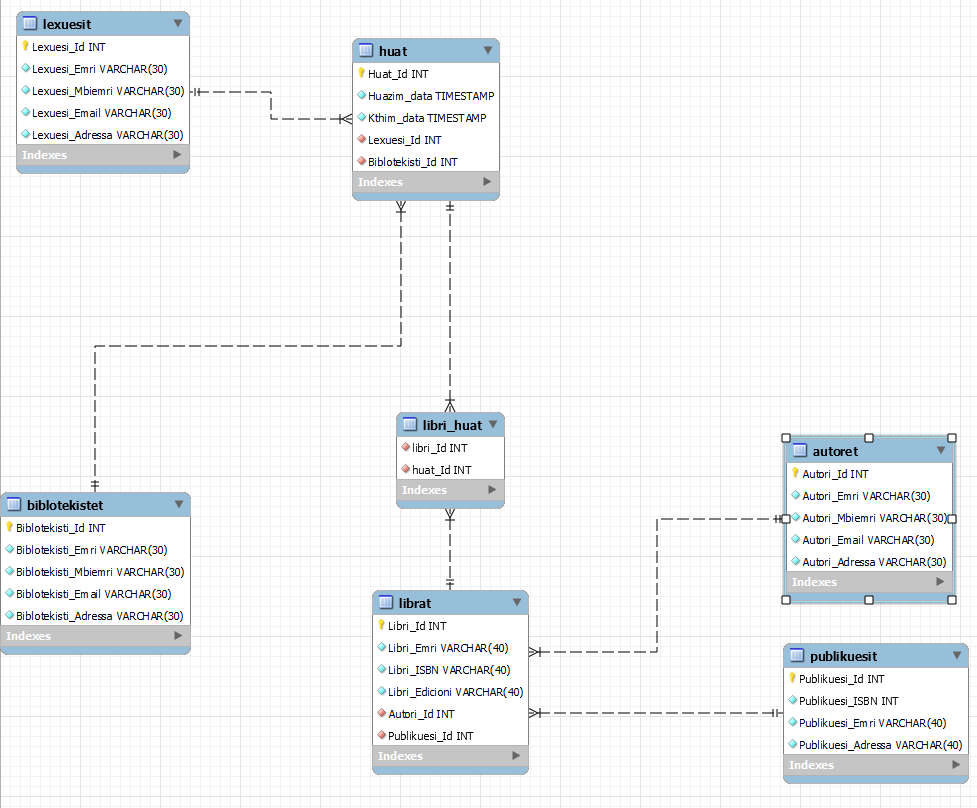 lexuesit
Lexuesi_Id INT
Lexuesi_Emri VARCHAR(30)
Lexuesi_Mbiemri VARCHAR(30)
Lexuesi_Email VARCHAR(30)
Lexuesi_Adressa VARCHAR(30)
Indexes
huat
Huat_Id INT
Huazim_data TIMESTAMP
Kthim_data TIMESTAMP
Lexuesi_Id INT
Biblotekisti_Id INT
Indexes
libri_huat
libri_Id INT
huat_Id INT
Indexes
autoret
Autori_Id INT
Autori_Emri VARCHAR(30)
Autori_Mbiemri VARCHAR(30)
Autori_Email VARCHAR(30)
Autori_Adressa VARCHAR(30)
Indexes
biblotekistet
Biblotekisti_Id INT
Biblotekisti_Emri VARCHAR(30)
Biblotekisti_Mbiemri VARCHAR(30)
Biblotekisti_Email VARCHAR(30)
Biblotekisti_Adressa VARCHAR(30)
Indexes
librat
Libri_Id INT
Libri_Emri VARCHAR(40)
Libri_ISBN VARCHAR(40)
Libri_Edicioni VARCHAR(40)
Autori_Id INT
Publikuesi_Id INT
Indexes
publikuesit
Publikuesi_Id INT
Publikuesi_ISBN INT
Publikuesi_Emri VARCHAR(40)
Publikuesi_Adressa VARCHAR(40)
Indexes